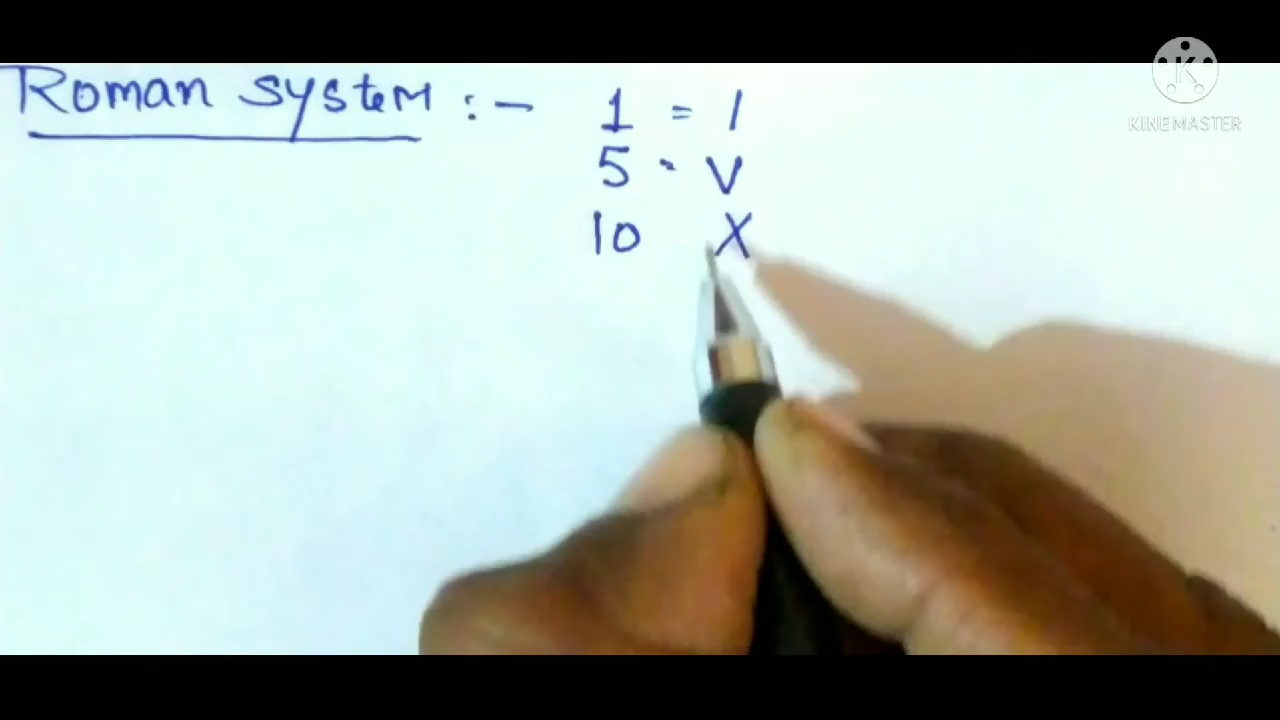 Roman system :- 1 = I
5 - V
10 X
K
KINEMASTER